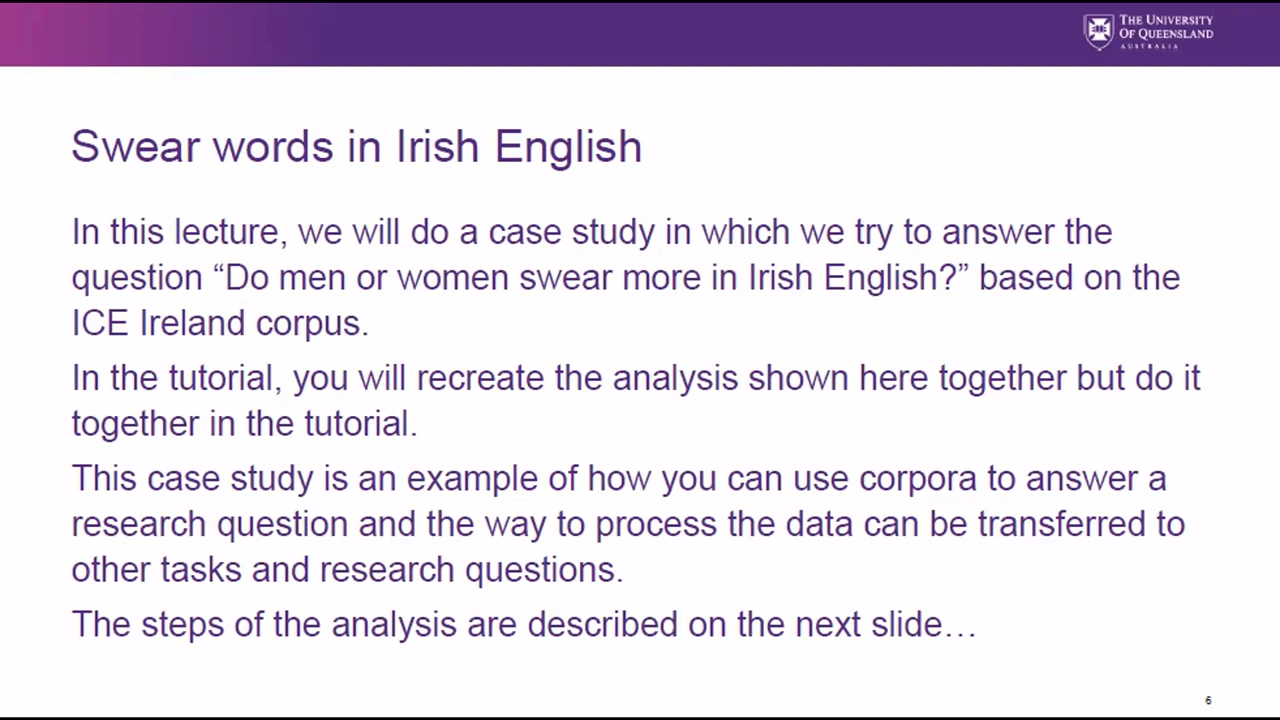 THE UNIVERSITY
OF QUEENSLAND
AUSTRALIA
Swear words in Irish English
In this lecture, we will do a case study in which we try to answer the
question “Do men or women swear more in Irish English?” based on the
ICE Ireland corpus.
In the tutorial, you will recreate the analysis shown here together but do it
together in the tutorial.
This case study is an example of how you can use corpora to answer a
research question and the way to process the data can be transferred to
other tasks and research questions.
The steps of the analysis are described on the next slide…
6